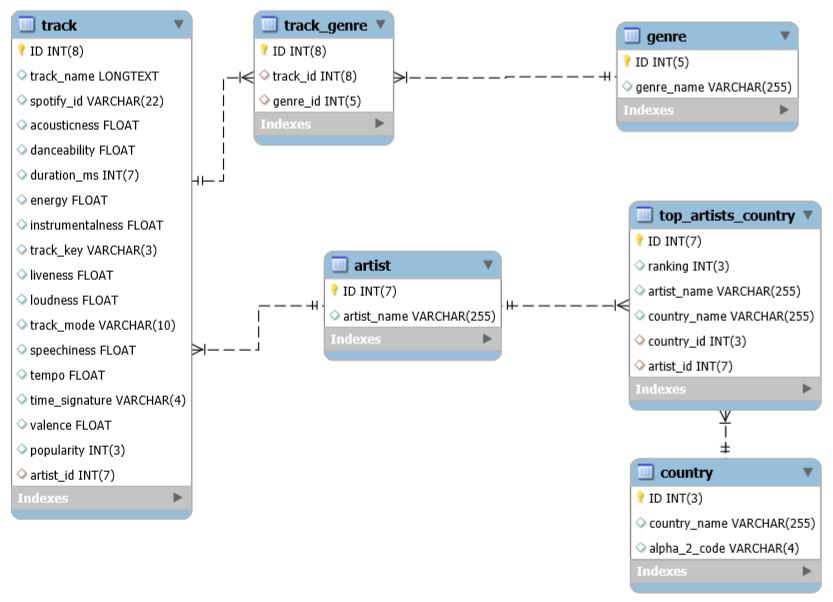 track
ID INT(8)
track_name LONGTEXT
spotify_id VARCHAR(22)
acousticness FLOAT
danceability FLOAT
duration_ms INT(7)
energy FLOAT
instrumentalness FLOAT
track_key VARCHAR(3)
liveness FLOAT
loudness FLOAT
track_mode VARCHAR(10)
speechiness FLOAT
tempo FLOAT
time_signature VARCHAR(4)
valence FLOAT
popularity INT(3)
artist_id INT(7)
Indexes
track_genre
ID INT(8)
track_id INT(8)
genre_id INT(5)
Indexes
genre
ID INT(5)
genre_name VARCHAR(255)
Indexes
artist
ID INT(7)
artist_name VARCHAR(255)
Indexes
top_artists_country
ID INT(7)
ranking INT(3)
artist_name VARCHAR(255)
country_name VARCHAR(255)
country_id INT(3)
artist_id INT(7)
Indexes
country
ID INT(3)
country_name VARCHAR(255)
alpha_2_code VARCHAR(4)
Indexes